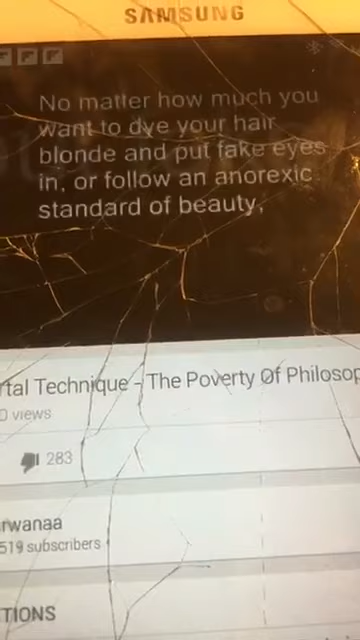 SAMSUNG
No matter how much you
want to dye your hair
blonde and put fake eyes
in, or follow an anorexic
standard of beauty,
rtal Technique - The Poverty Of Philosop
0 views
283
rwanaa
519 subscribers
TIONS